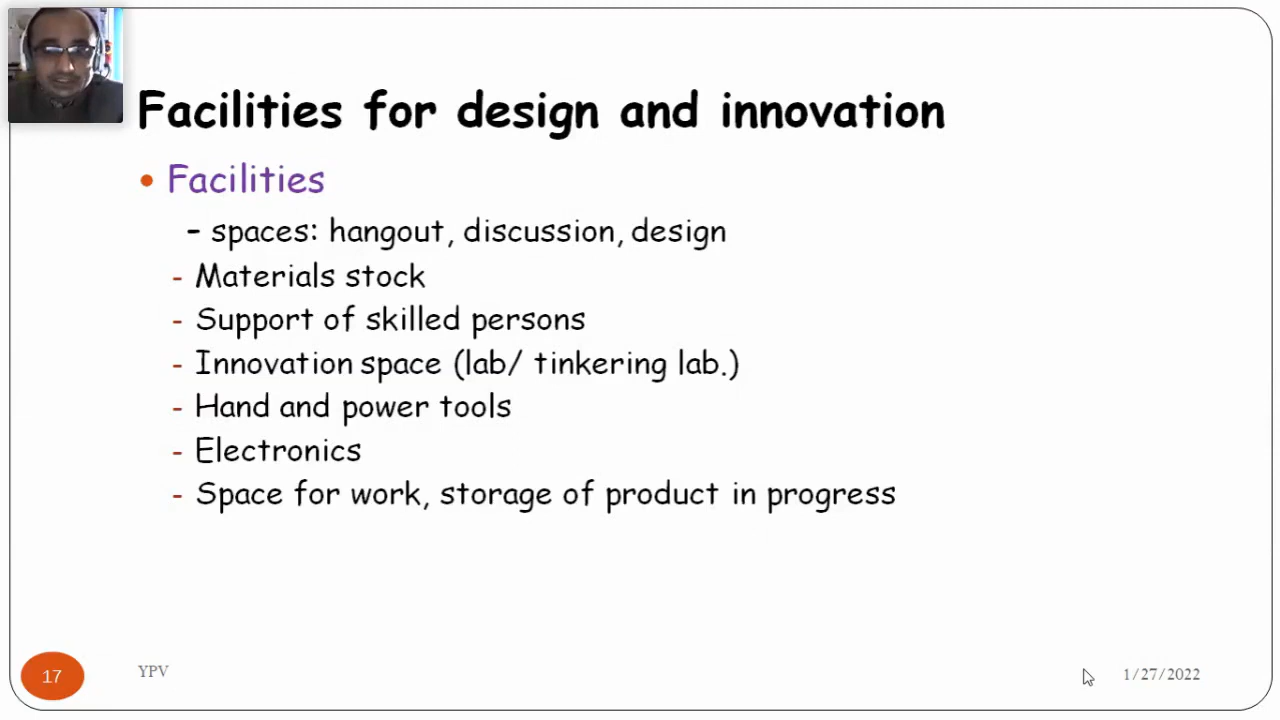 Facilities for design and innovation
• Facilities
– spaces: hangout, discussion, design
- Materials stock
- Support of skilled persons
- Innovation space (lab/ tinkering lab.)
- Hand and power tools
- Electronics
- Space for work, storage of product in progress
17
YPV
1/27/2022